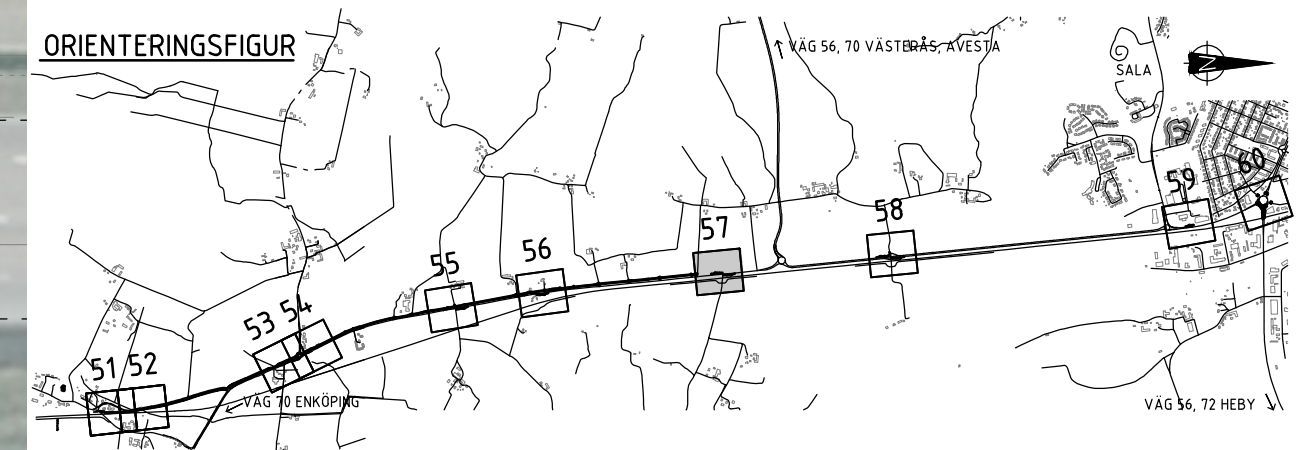 ORIENTERINGSFIGUR
VÄG 56, 70 VÄSTERÅS, AVESTA
SALA
N
60
59
58
57
56
55
54
53
52
51
VÄG 70 ENKÖPING
VÄG 56, 72 HEBY